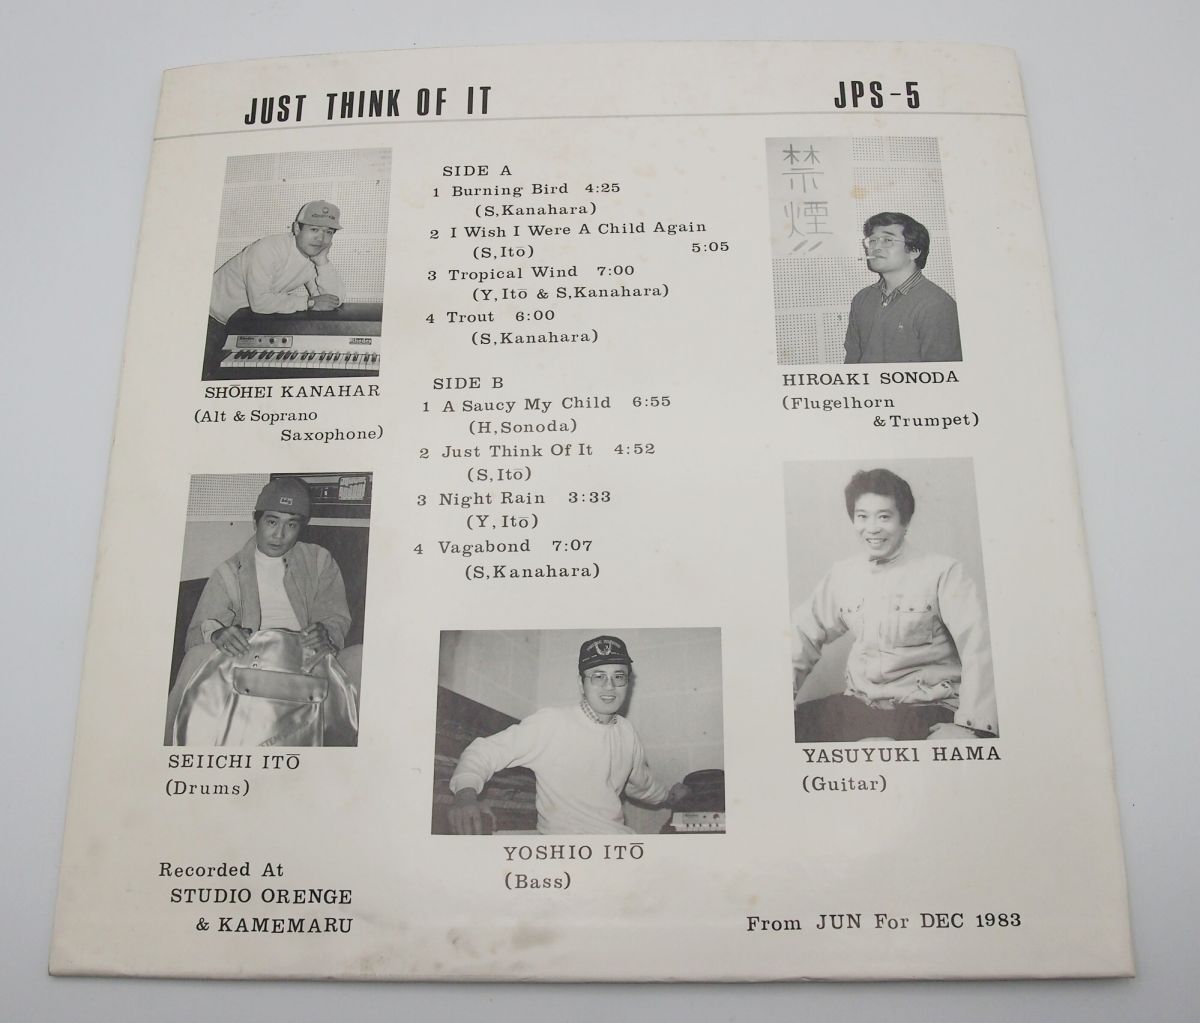 JUST THINK OF IT
JPS-5
SIDE A
1 Burning Bird 4:25
(S,Kanahara)
2 I Wish I Were A Child Again
(S,Itō) 5:05
3 Tropical Wind 7:00
(Y,Itō & S,Kanahara)
4 Trout 6:00
(S,Kanahara)
SIDE B
1 A Saucy My Child 6:55
(H,Sonoda)
2 Just Think Of It 4:52
(S,Itō)
3 Night Rain 3:33
(Y,Itō)
4 Vagabond 7:07
(S,Kanahara)
SHŌHEI KANAHAR
(Alt & Soprano
Saxophone)
禁
煙
HIROAKI SONODA
(Flugelhorn
& Trumpet)
SEIICHI ITŌ
(Drums)
YASUYUKI HAMA
(Guitar)
YOSHIO ITŌ
(Bass)
Recorded At
STUDIO ORENGE
& KAMEMARU
From JUN For DEC 1983